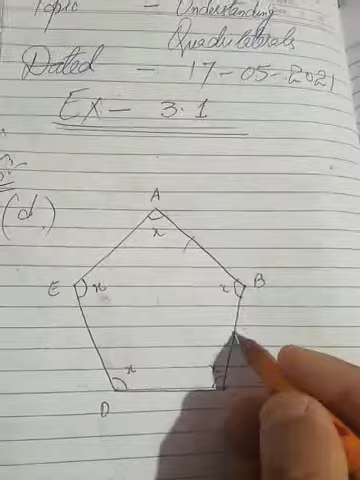 Topic - Understanding
Quadrilaterals
Dated - 17-05-2021
Ex - 3.1
(d)
A
x
E x x B
x x
D